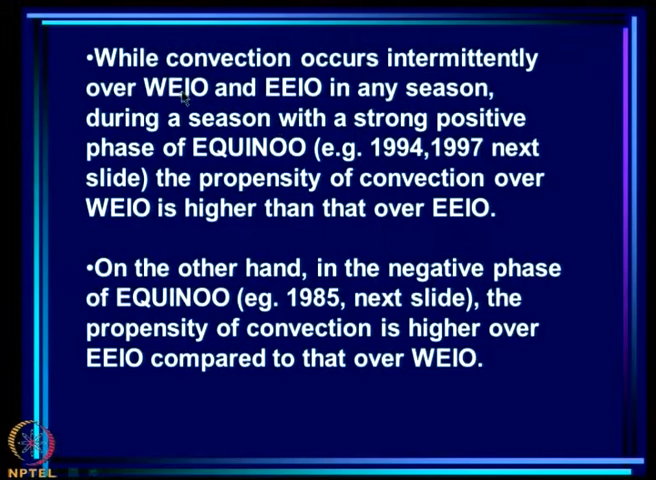 •While convection occurs intermittently
over WEIO and EEIO in any season,
during a season with a strong positive
phase of EQUINOO (e.g. 1994,1997 next
slide) the propensity of convection over
WEIO is higher than that over EEIO.
•On the other hand, in the negative phase
of EQUINOO (eg. 1985, next slide), the
propensity of convection is higher over
EEIO compared to that over WEIO.
NPTEL